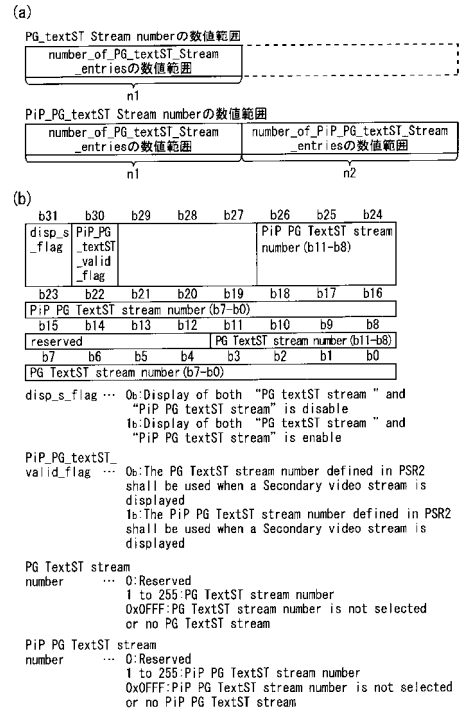 (a)
PG_textST Stream numberの数値範囲
number_of_PG_textST_Stream
_entriesの数値範囲
n1
PiP_PG_textST Stream numberの数値範囲
number_of_PG_textST_Stream
_entriesの数値範囲
number_of_PiP_PG_textST_Stream
_entriesの数値範囲
n1
n2
(b)
b31 b30 b29 b28 b27 b26 b25 b24
disp_s
_flag
PiP_PG
_textST
_valid
_flag
PiP PG TextST stream
number(b11-b8)
b23 b22 b21 b20 b19 b18 b17 b16
PiP PG TextST stream number(b7-b0)
b15 b14 b13 b12 b11 b10 b9 b8
reserved PG TextST stream number(b11-b8)
b7 b6 b5 b4 b3 b2 b1 b0
PG TextST stream number(b7-b0)
disp_s_flag … 0b:Display of both "PG textST stream " and
"PiP PG textST stream" is disable
1b:Display of both "PG textST stream " and
"PiP PG textST stream" is enable
PiP_PG_textST_
valid_flag … 0b:The PG TextST stream number defined in PSR2
shall be used when a Secondary video stream is
displayed
1b:The PiP PG TextST stream number defined in PSR2
shall be used when a Secondary video stream is
displayed
PG TextST stream
number … 0:Reserved
1 to 255:PG TextST stream number
0x0FFF:PG TextST stream number is not selected
or no PG TextST stream
PiP PG TextST stream
number … 0:Reserved
1 to 255:PiP PG TextST stream number
0x0FFF:PiP PG TextST stream number is not selected
or no PiP PG TextST stream